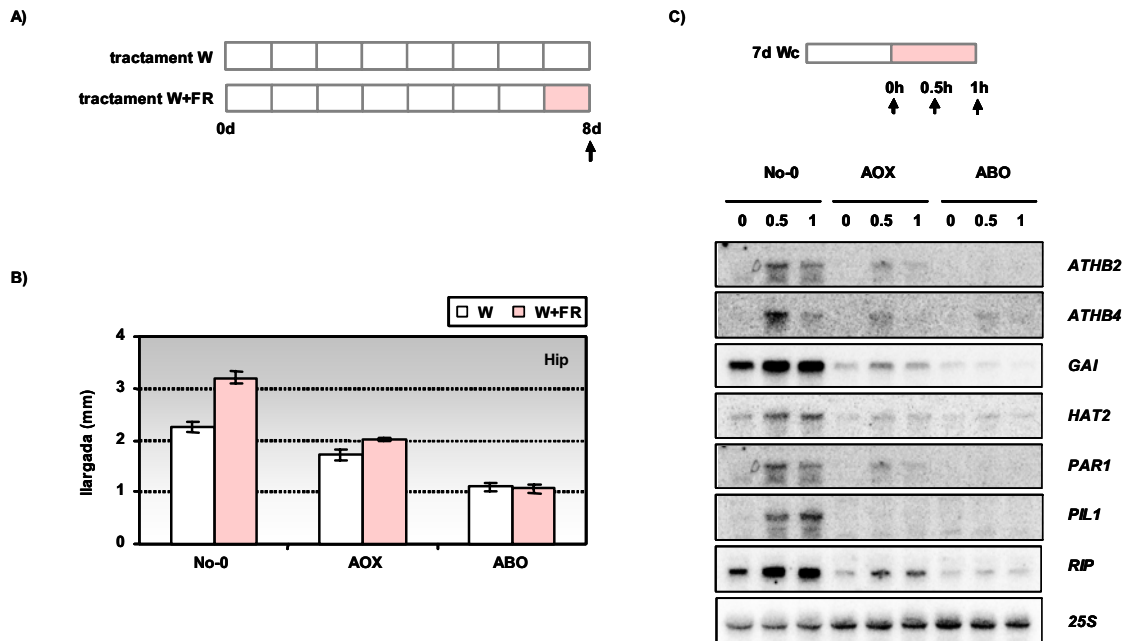 A)
tractament W
tractament W+FR
0d 8d
B)
W W+FR
Hip
llargada (mm)
4
3
2
1
0
No-0 AOX ABO
C)
7d Wc
0h 0.5h 1h
No-0 AOX ABO
0 0.5 1 0 0.5 1 0 0.5 1
ATHB2
ATHB4
GAI
HAT2
PAR1
PIL1
RIP
25S